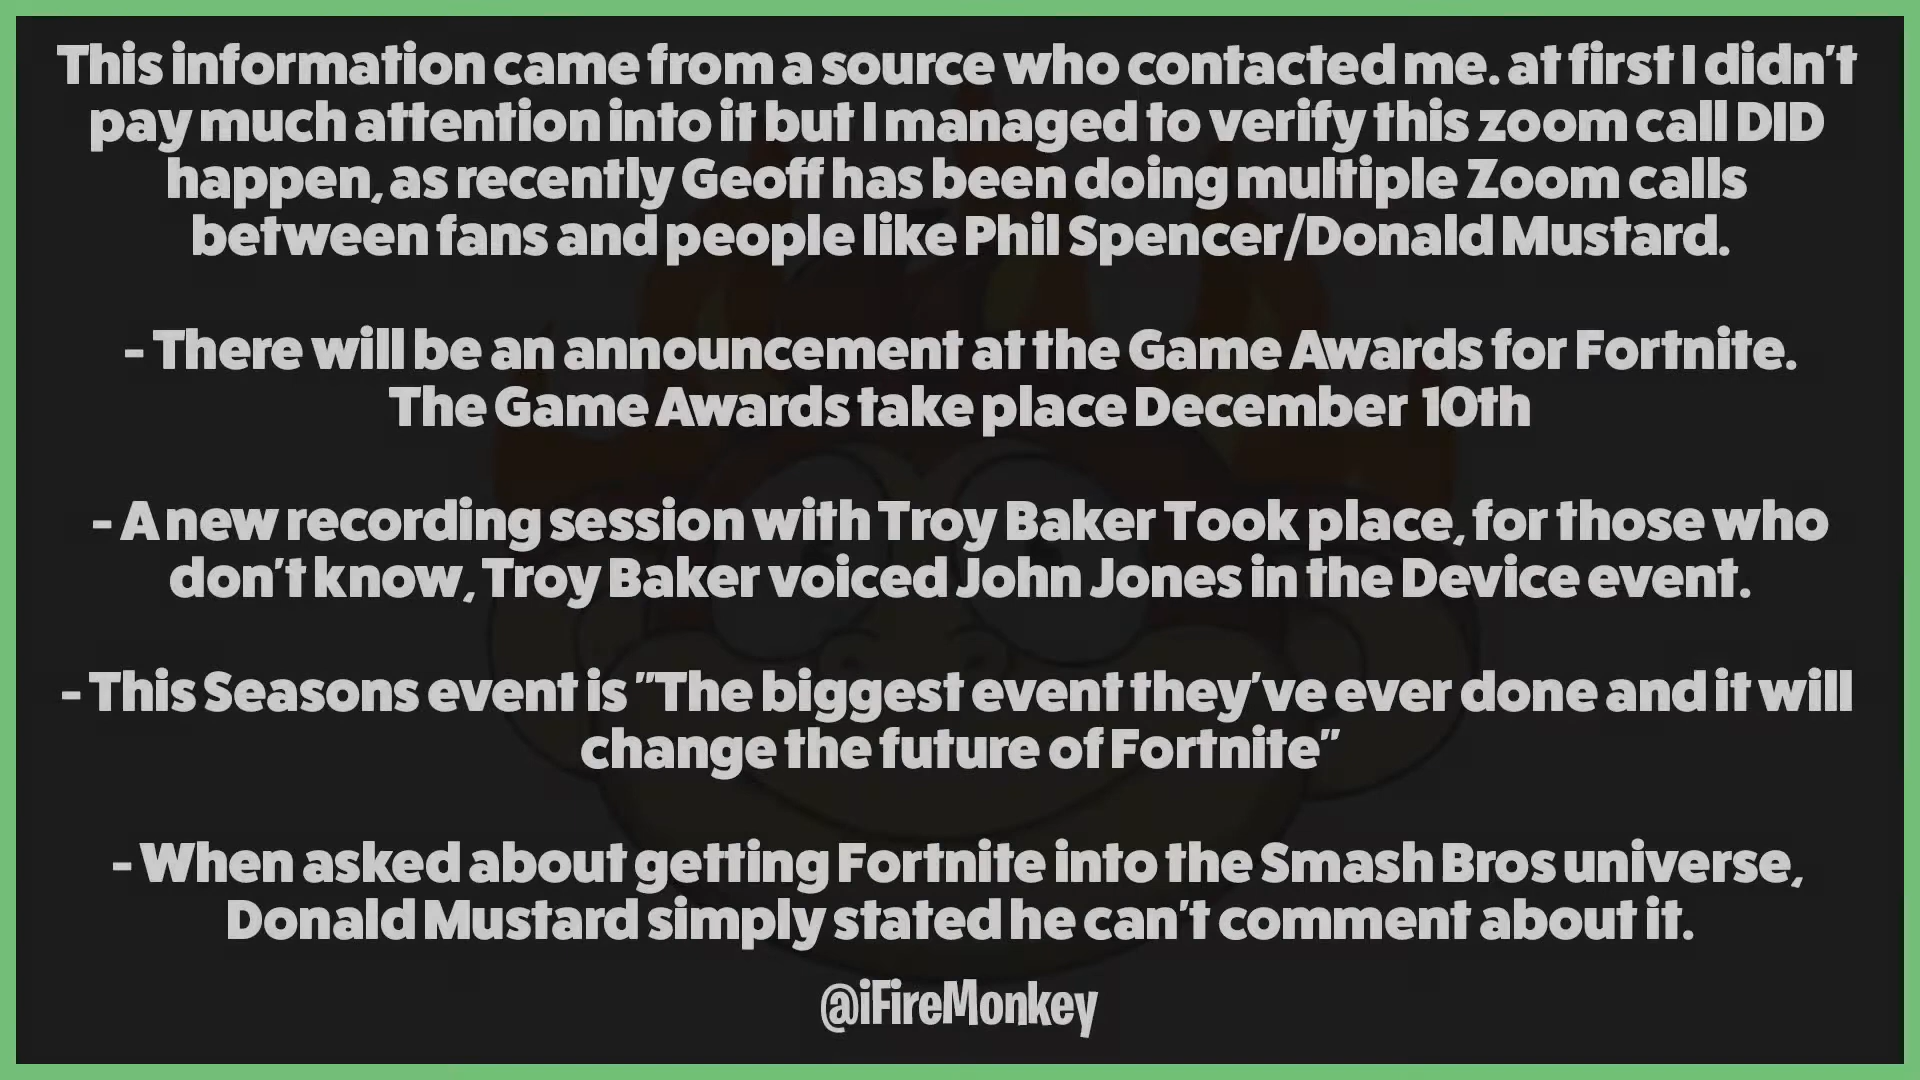 This information came from a source who contacted me. at first I didn't
pay much attention into it but I managed to verify this zoom call DID
happen, as recently Geoff has been doing multiple Zoom calls
between fans and people like Phil Spencer/Donald Mustard.
- There will be an announcement at the Game Awards for Fortnite.
The Game Awards take place December 10th
- A new recording session with Troy Baker Took place, for those who
don't know, Troy Baker voiced John Jones in the Device event.
- This Seasons event is "The biggest event they've ever done and it will
change the future of Fortnite"
- When asked about getting Fortnite into the Smash Bros universe,
Donald Mustard simply stated he can't comment about it.
@iFireMonkey